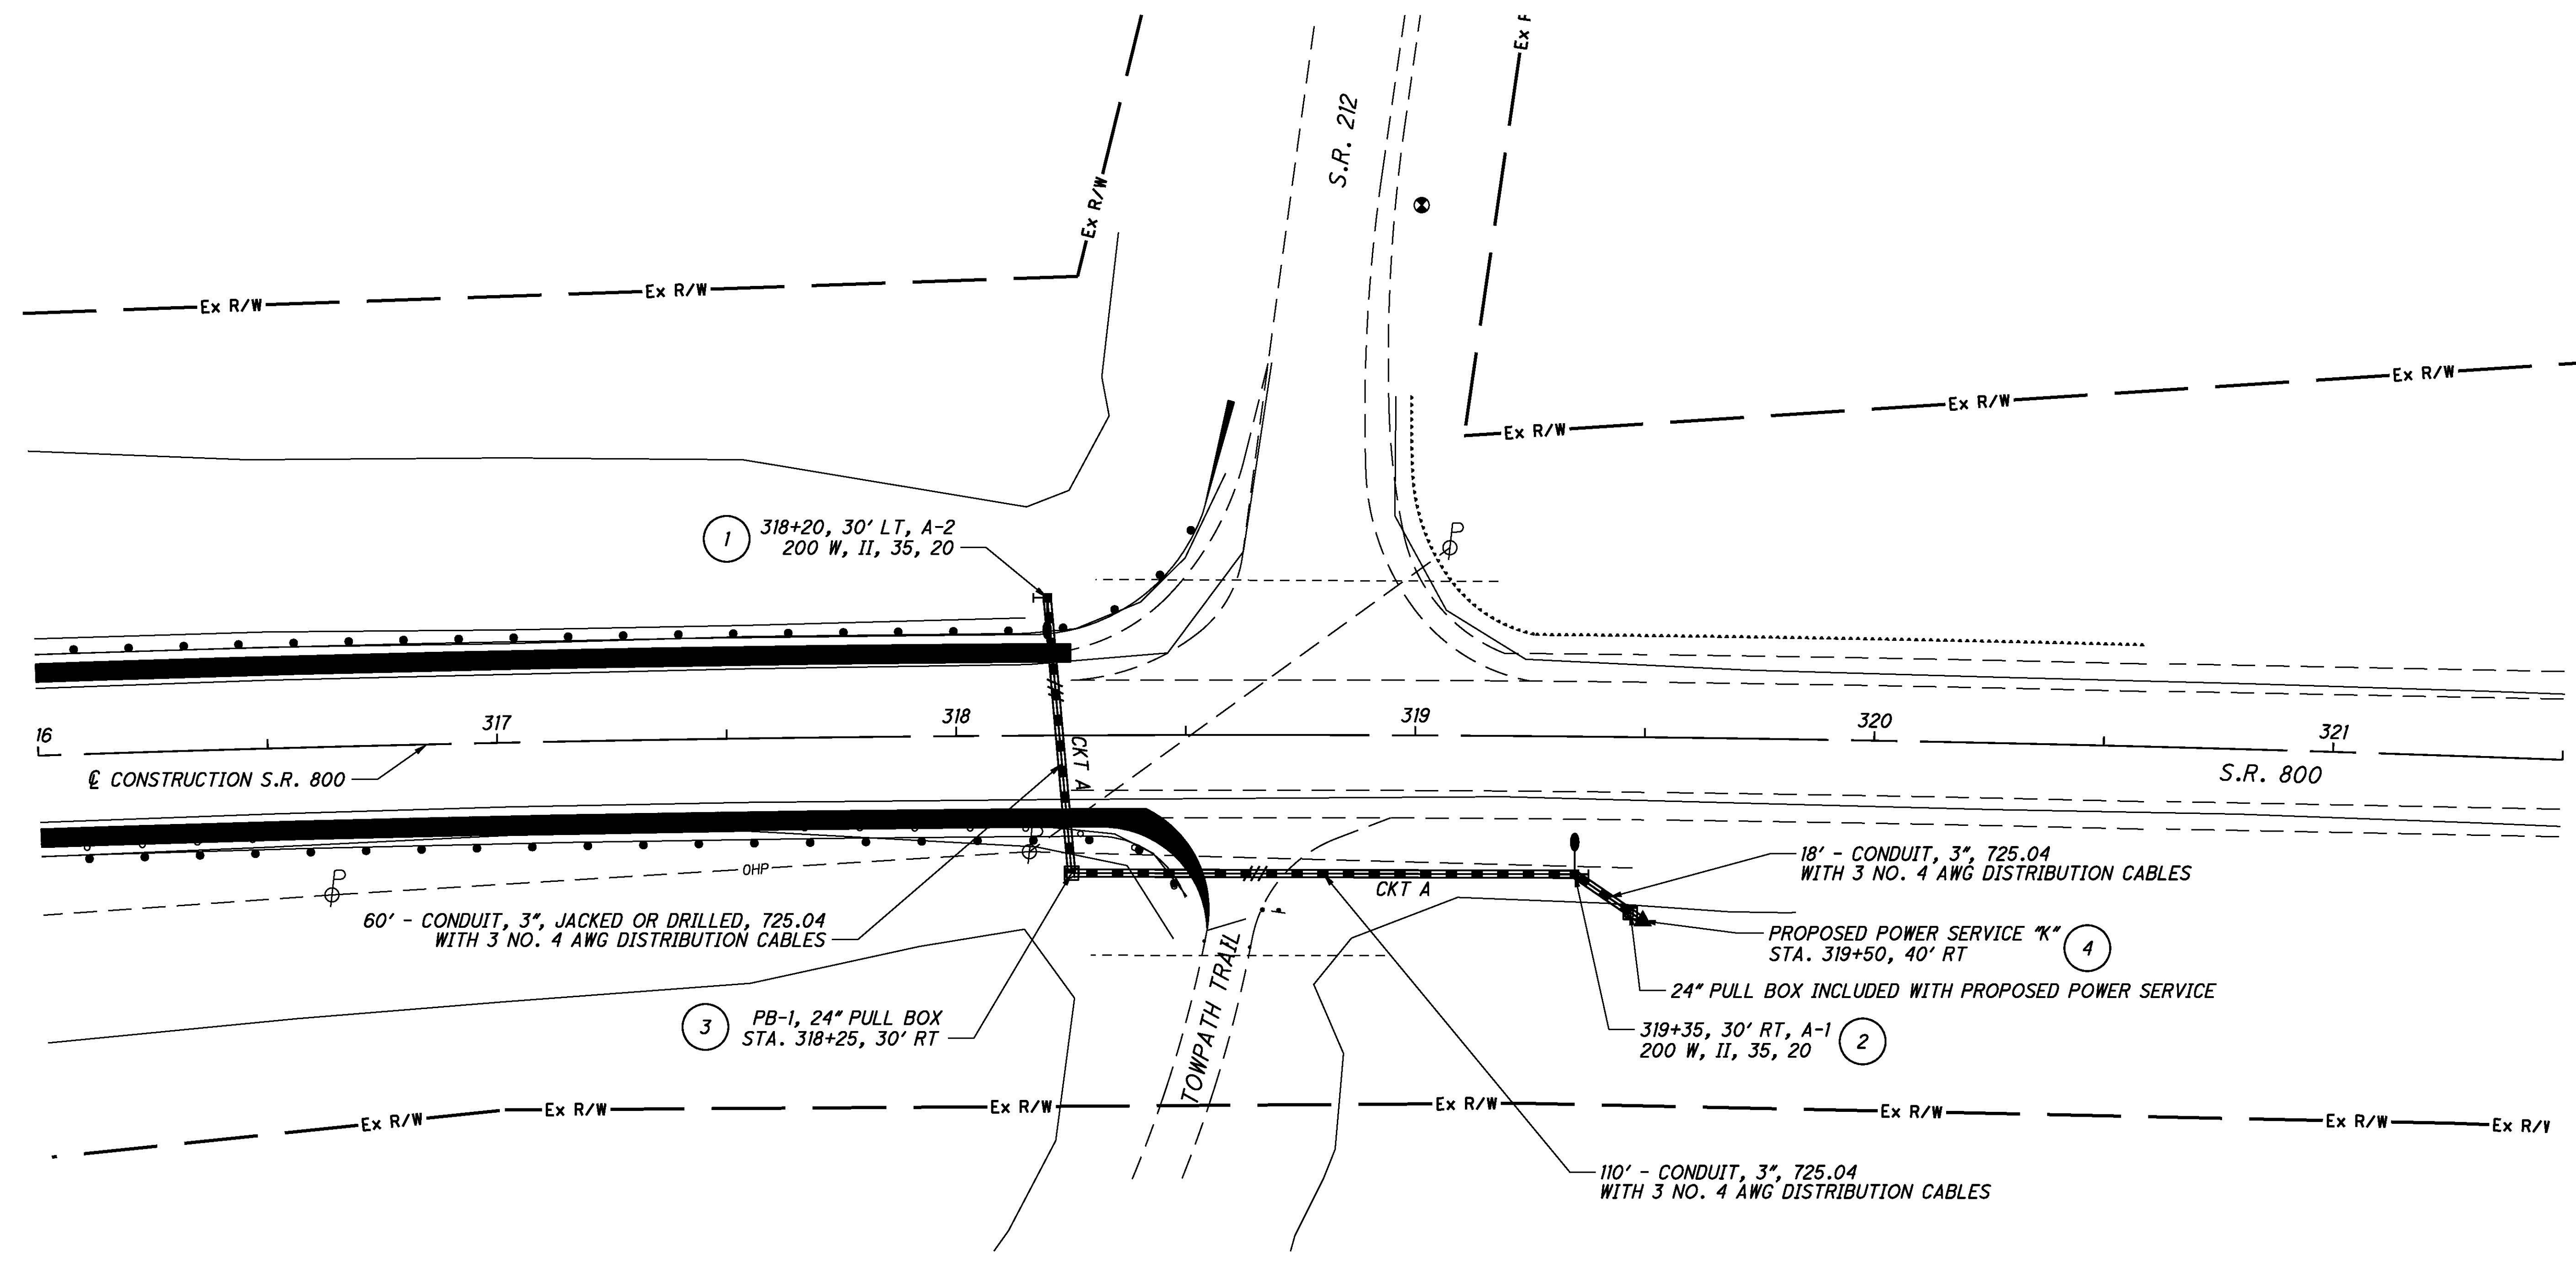 Ex R
S.R. 212
Ex R/W
Ex R/W
Ex R/W
Ex R/W
Ex R/W
Ex R/W
1
318+20, 30' LT, A-2
200 W, II, 35, 20
16
317
318
319
320
321
℄ CONSTRUCTION S.R. 800
CKT A
S.R. 800
OHP
CKT A
18' - CONDUIT, 3", 725.04
WITH 3 NO. 4 AWG DISTRIBUTION CABLES
60' - CONDUIT, 3", JACKED OR DRILLED, 725.04
WITH 3 NO. 4 AWG DISTRIBUTION CABLES
PROPOSED POWER SERVICE "K"
STA. 319+50, 40' RT
4
24" PULL BOX INCLUDED WITH PROPOSED POWER SERVICE
3
PB-1, 24" PULL BOX
STA. 318+25, 30' RT
TOWPATH TRAIL
319+35, 30' RT, A-1
200 W, II, 35, 20
2
Ex R/W
Ex R/W
Ex R/W
Ex R/W
Ex R/W
Ex R/W
Ex R/V
110' - CONDUIT, 3", 725.04
WITH 3 NO. 4 AWG DISTRIBUTION CABLES